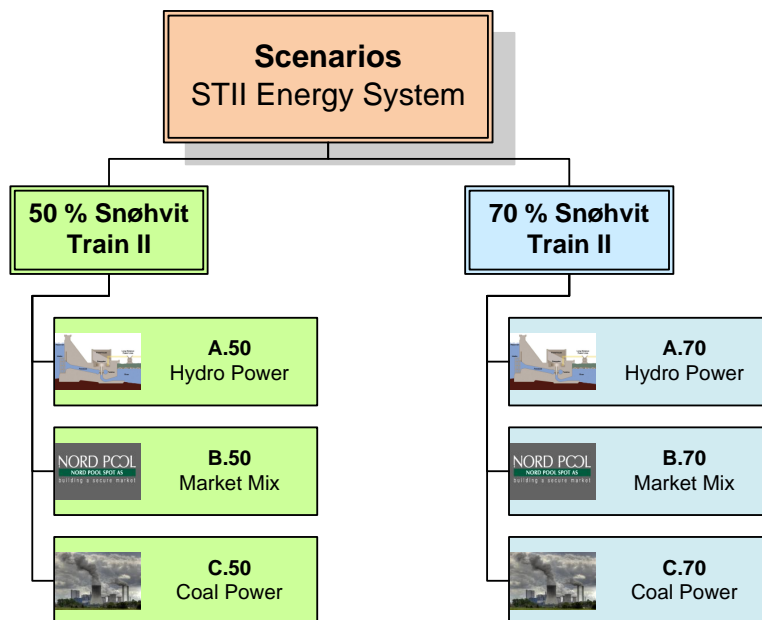 Scenarios
STII Energy System
50 % Snøhvit
Train II
70 % Snøhvit
Train II
A.50
Hydro Power
A.70
Hydro Power
NORD POOL
NORD POOL SPOT AS
building a secure market
B.50
Market Mix
NORD POOL
NORD POOL SPOT AS
building a secure market
B.70
Market Mix
C.50
Coal Power
C.70
Coal Power